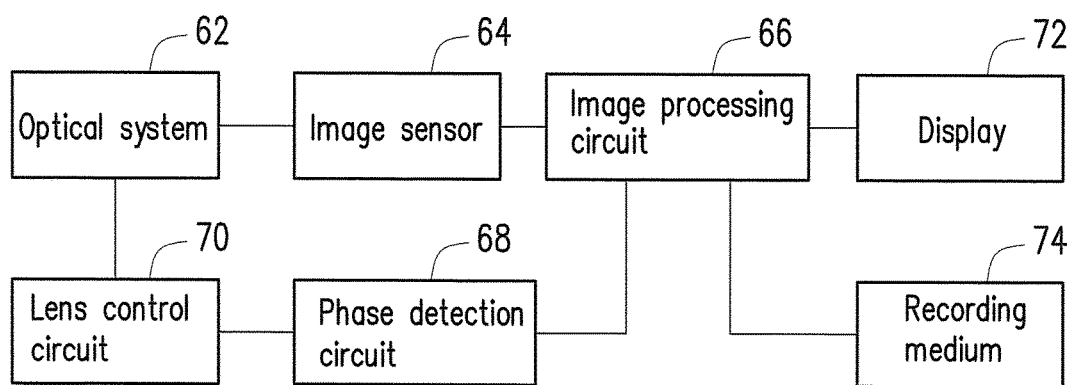 62
64
66
72
Optical system
Image sensor
Image processing
circuit
Display
70
68
74
Lens control
circuit
Phase detection
circuit
Recording
medium